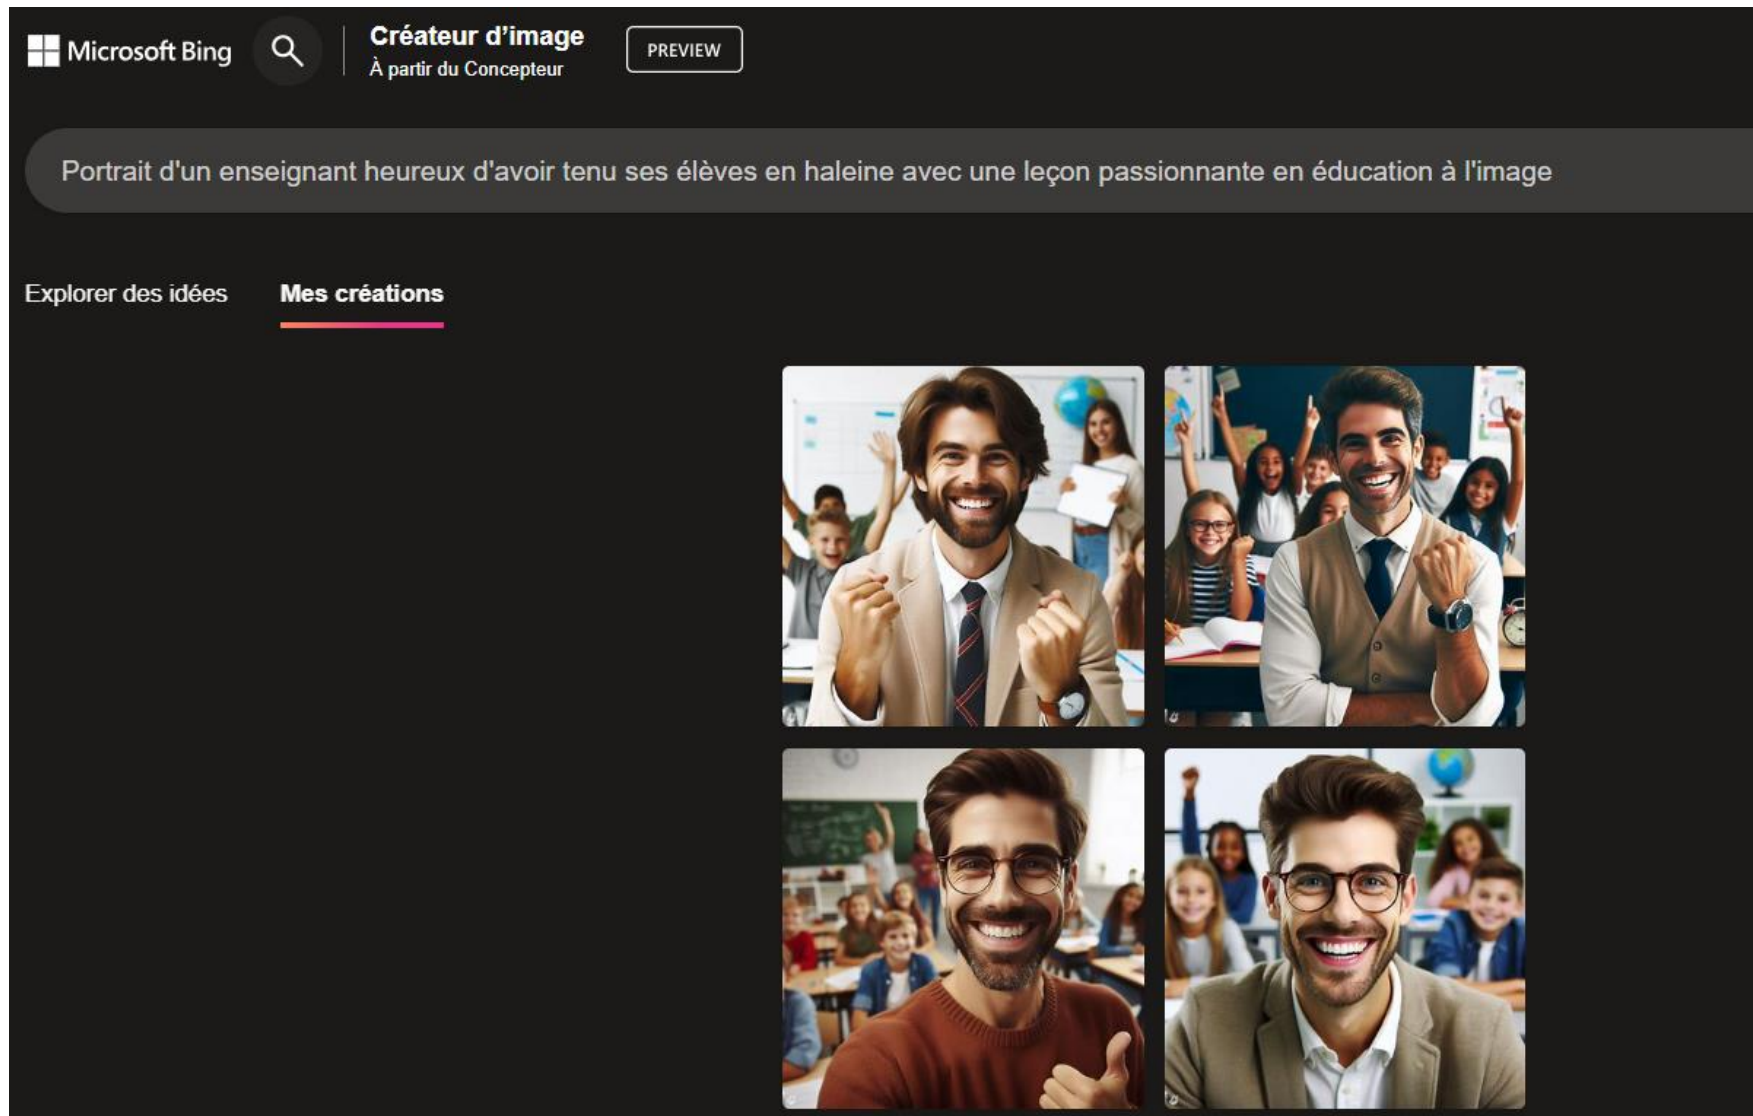 Microsoft Bing
Créateur d’image
À partir du Concepteur
PREVIEW
Portrait d'un enseignant heureux d'avoir tenu ses élèves en haleine avec une leçon passionnante en éducation à l'image
Explorer des idées
Mes créations